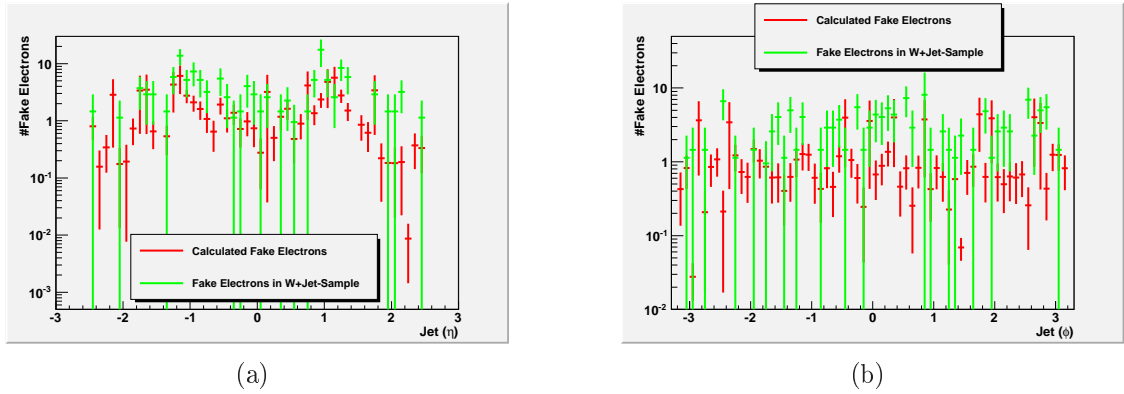 #Fake Electrons
10
1
10⁻¹
10⁻²
10⁻³
Calculated Fake Electrons
Fake Electrons in W+Jet-Sample
-3 -2 -1 0 1 2 3
Jet (η)
(a)
#Fake Electrons
10
1
10⁻¹
10⁻²
Calculated Fake Electrons
Fake Electrons in W+Jet-Sample
-3 -2 -1 0 1 2 3
Jet (ϕ)
(b)